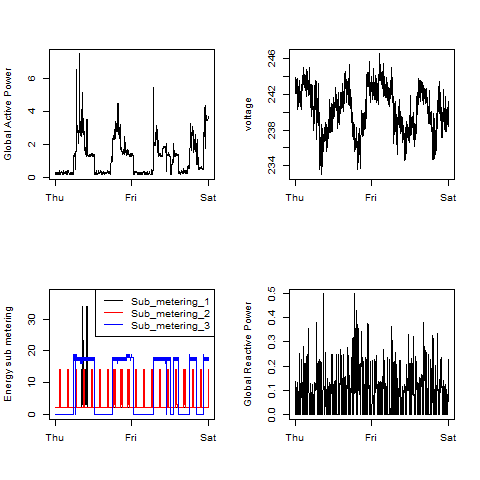 Global Active Power
0 2 4 6
Thu Fri Sat
voltage
234 238 242 246
Thu Fri Sat
Energy sub metering
0 10 20 30
Sub_metering_1
Sub_metering_2
Sub_metering_3
Thu Fri Sat
Global Reactive Power
0.0 0.1 0.2 0.3 0.4 0.5
Thu Fri Sat